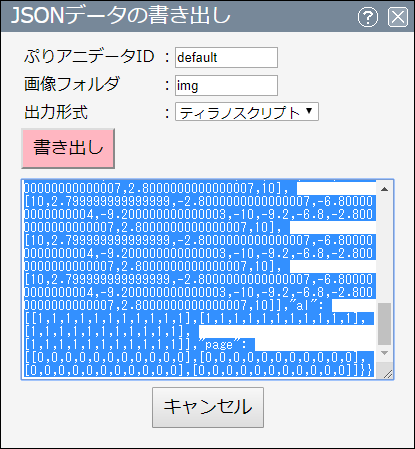 JSONデータの書き出し
ぷりアニデータID : default
画像フォルダ : img
出力形式 : ティラノスクリプト
書き出し
00000000000007,2.8000000000000007,10],
[10,2.799999999999999,-2.8000000000000007,-6.80000
0000000004,-9.200000000000003,-10,-9.2,-6.8,-2.800
0000000000007,2.8000000000000007,10],
[10,2.799999999999999,-2.8000000000000007,-6.80000
0000000004,-9.200000000000003,-10,-9.2,-6.8,-2.800
0000000000007,2.8000000000000007,10],
[10,2.799999999999999,-2.8000000000000007,-6.80000
0000000004,-9.200000000000003,-10,-9.2,-6.8,-2.800
0000000000007,2.8000000000000007,10]],"al":
[[1,1,1,1,1,1,1,1,1,1,1],[1,1,1,1,1,1,1,1,1,1,1],
[1,1,1,1,1,1,1,1,1,1,1],
[1,1,1,1,1,1,1,1,1,1,1]],"page":
[[0,0,0,0,0,0,0,0,0,0,0],[0,0,0,0,0,0,0,0,0,0,0],
[0,0,0,0,0,0,0,0,0,0,0],[0,0,0,0,0,0,0,0,0,0,0]]}}
キャンセル